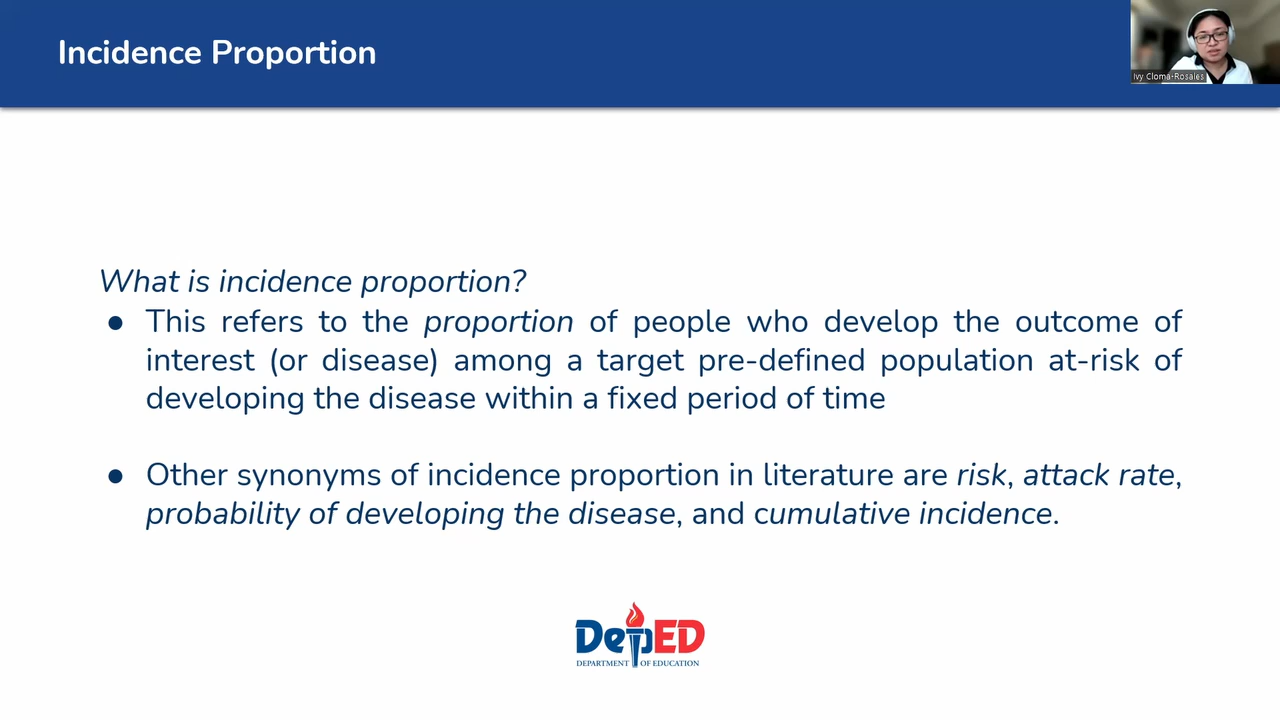 Incidence Proportion
Ivy Cloma-Rosales
What is incidence proportion?
● This refers to the proportion of people who develop the outcome of
interest (or disease) among a target pre-defined population at-risk of
developing the disease within a fixed period of time
● Other synonyms of incidence proportion in literature are risk, attack rate,
probability of developing the disease, and cumulative incidence.
DepED
DEPARTMENT OF EDUCATION